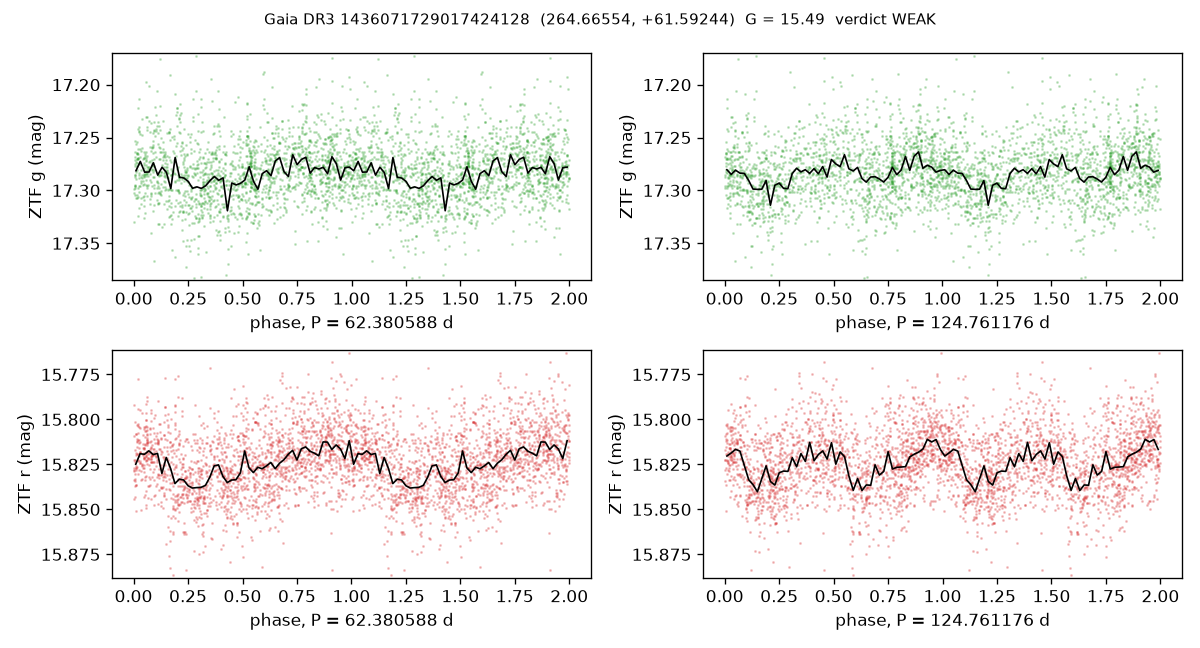 Gaia DR3 1436071729017424128  (264.66554, +61.59244)  G = 15.49  verdict WEAK
ZTF g (mag)
17.20
17.25
17.30
17.35
0.00 0.25 0.50 0.75 1.00 1.25 1.50 1.75 2.00
phase, P = 62.380588 d
ZTF g (mag)
17.20
17.25
17.30
17.35
0.00 0.25 0.50 0.75 1.00 1.25 1.50 1.75 2.00
phase, P = 124.761176 d
ZTF r (mag)
15.775
15.800
15.825
15.850
15.875
0.00 0.25 0.50 0.75 1.00 1.25 1.50 1.75 2.00
phase, P = 62.380588 d
ZTF r (mag)
15.775
15.800
15.825
15.850
15.875
0.00 0.25 0.50 0.75 1.00 1.25 1.50 1.75 2.00
phase, P = 124.761176 d